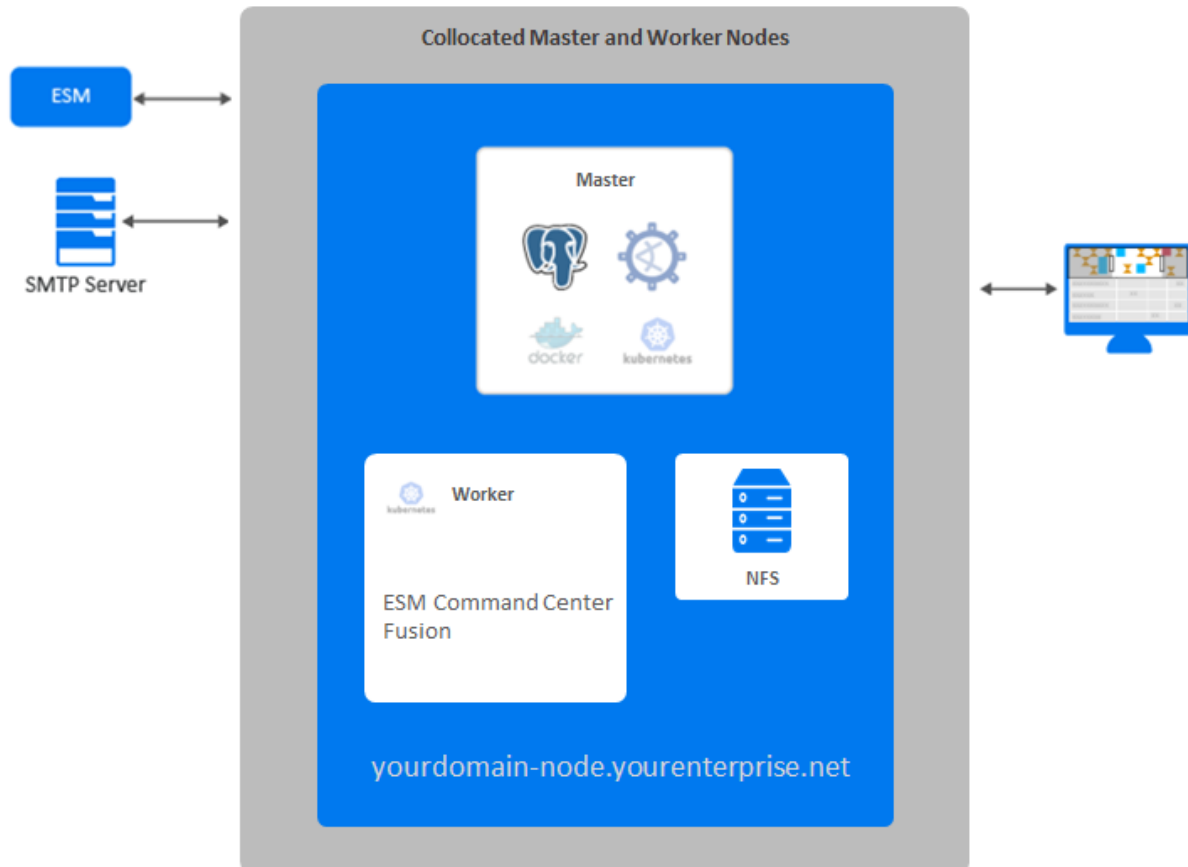 Collocated Master and Worker Nodes
ESM
SMTP Server
Master
docker
kubernetes
kubernetes
Worker
ESM Command Center
Fusion
NFS
yourdomain-node.yourenterprise.net